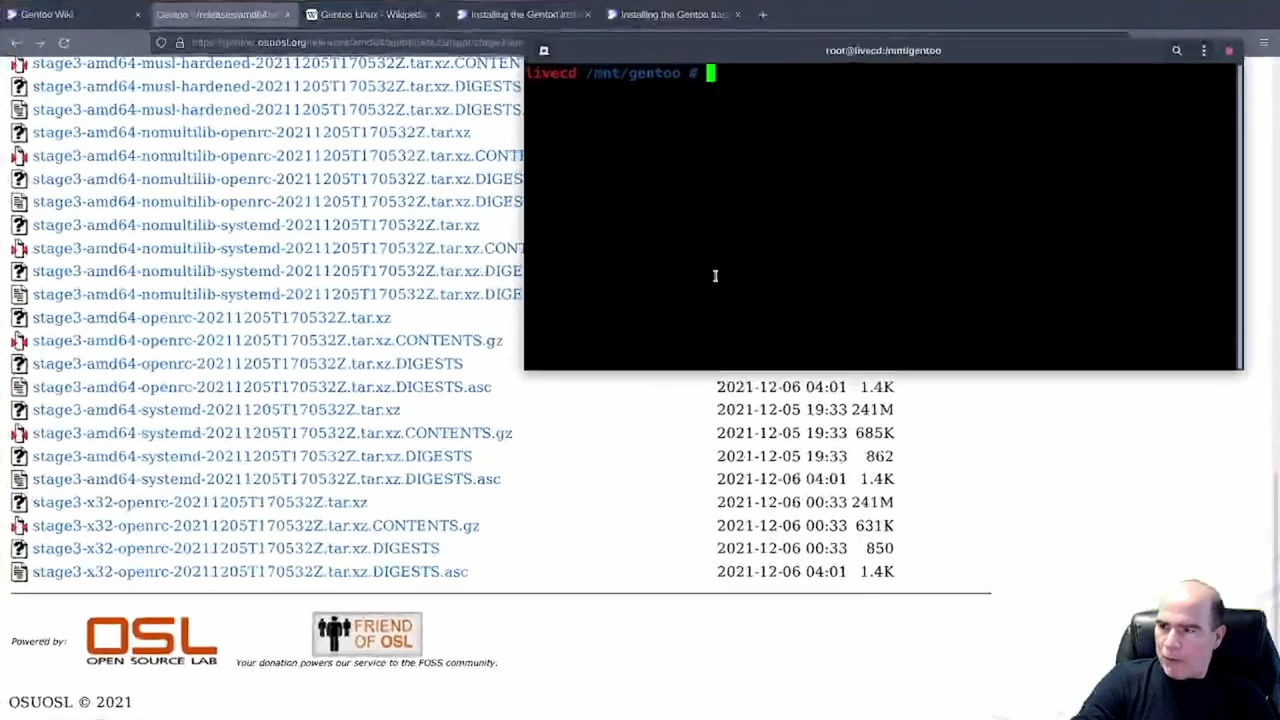 Gentoo Wiki
Gentoo - /releases/amd64
Gentoo Linux - Wikipedi
Installing the Gentoo inst
Installing the Gentoo bas
root@livecd:/mnt/gentoo
livecd /mnt/gentoo #
stage3-amd64-musl-hardened-20211205T170532Z.tar.xz.CONTEN
stage3-amd64-musl-hardened-20211205T170532Z.tar.xz.DIGESTS
stage3-amd64-musl-hardened-20211205T170532Z.tar.xz.DIGESTS.
stage3-amd64-nomultilib-openrc-20211205T170532Z.tar.xz
stage3-amd64-nomultilib-openrc-20211205T170532Z.tar.xz.CONT
stage3-amd64-nomultilib-openrc-20211205T170532Z.tar.xz.DIGES
stage3-amd64-nomultilib-openrc-20211205T170532Z.tar.xz.DIGES
stage3-amd64-nomultilib-systemd-20211205T170532Z.tar.xz
stage3-amd64-nomultilib-systemd-20211205T170532Z.tar.xz.CON
stage3-amd64-nomultilib-systemd-20211205T170532Z.tar.xz.DIGE
stage3-amd64-nomultilib-systemd-20211205T170532Z.tar.xz.DIGE
stage3-amd64-openrc-20211205T170532Z.tar.xz
stage3-amd64-openrc-20211205T170532Z.tar.xz.CONTENTS.gz
stage3-amd64-openrc-20211205T170532Z.tar.xz.DIGESTS
stage3-amd64-openrc-20211205T170532Z.tar.xz.DIGESTS.asc 2021-12-06 04:01 1.4K
stage3-amd64-systemd-20211205T170532Z.tar.xz 2021-12-05 19:33 241M
stage3-amd64-systemd-20211205T170532Z.tar.xz.CONTENTS.gz 2021-12-05 19:33 685K
stage3-amd64-systemd-20211205T170532Z.tar.xz.DIGESTS 2021-12-05 19:33 862
stage3-amd64-systemd-20211205T170532Z.tar.xz.DIGESTS.asc 2021-12-06 04:01 1.4K
stage3-x32-openrc-20211205T170532Z.tar.xz 2021-12-06 00:33 241M
stage3-x32-openrc-20211205T170532Z.tar.xz.CONTENTS.gz 2021-12-06 00:33 631K
stage3-x32-openrc-20211205T170532Z.tar.xz.DIGESTS 2021-12-06 00:33 850
stage3-x32-openrc-20211205T170532Z.tar.xz.DIGESTS.asc 2021-12-06 04:01 1.4K
Powered by:
OSL
OPEN SOURCE LAB
FRIEND
OF OSL
Your donation powers our service to the FOSS community.
OSUOSL © 2021